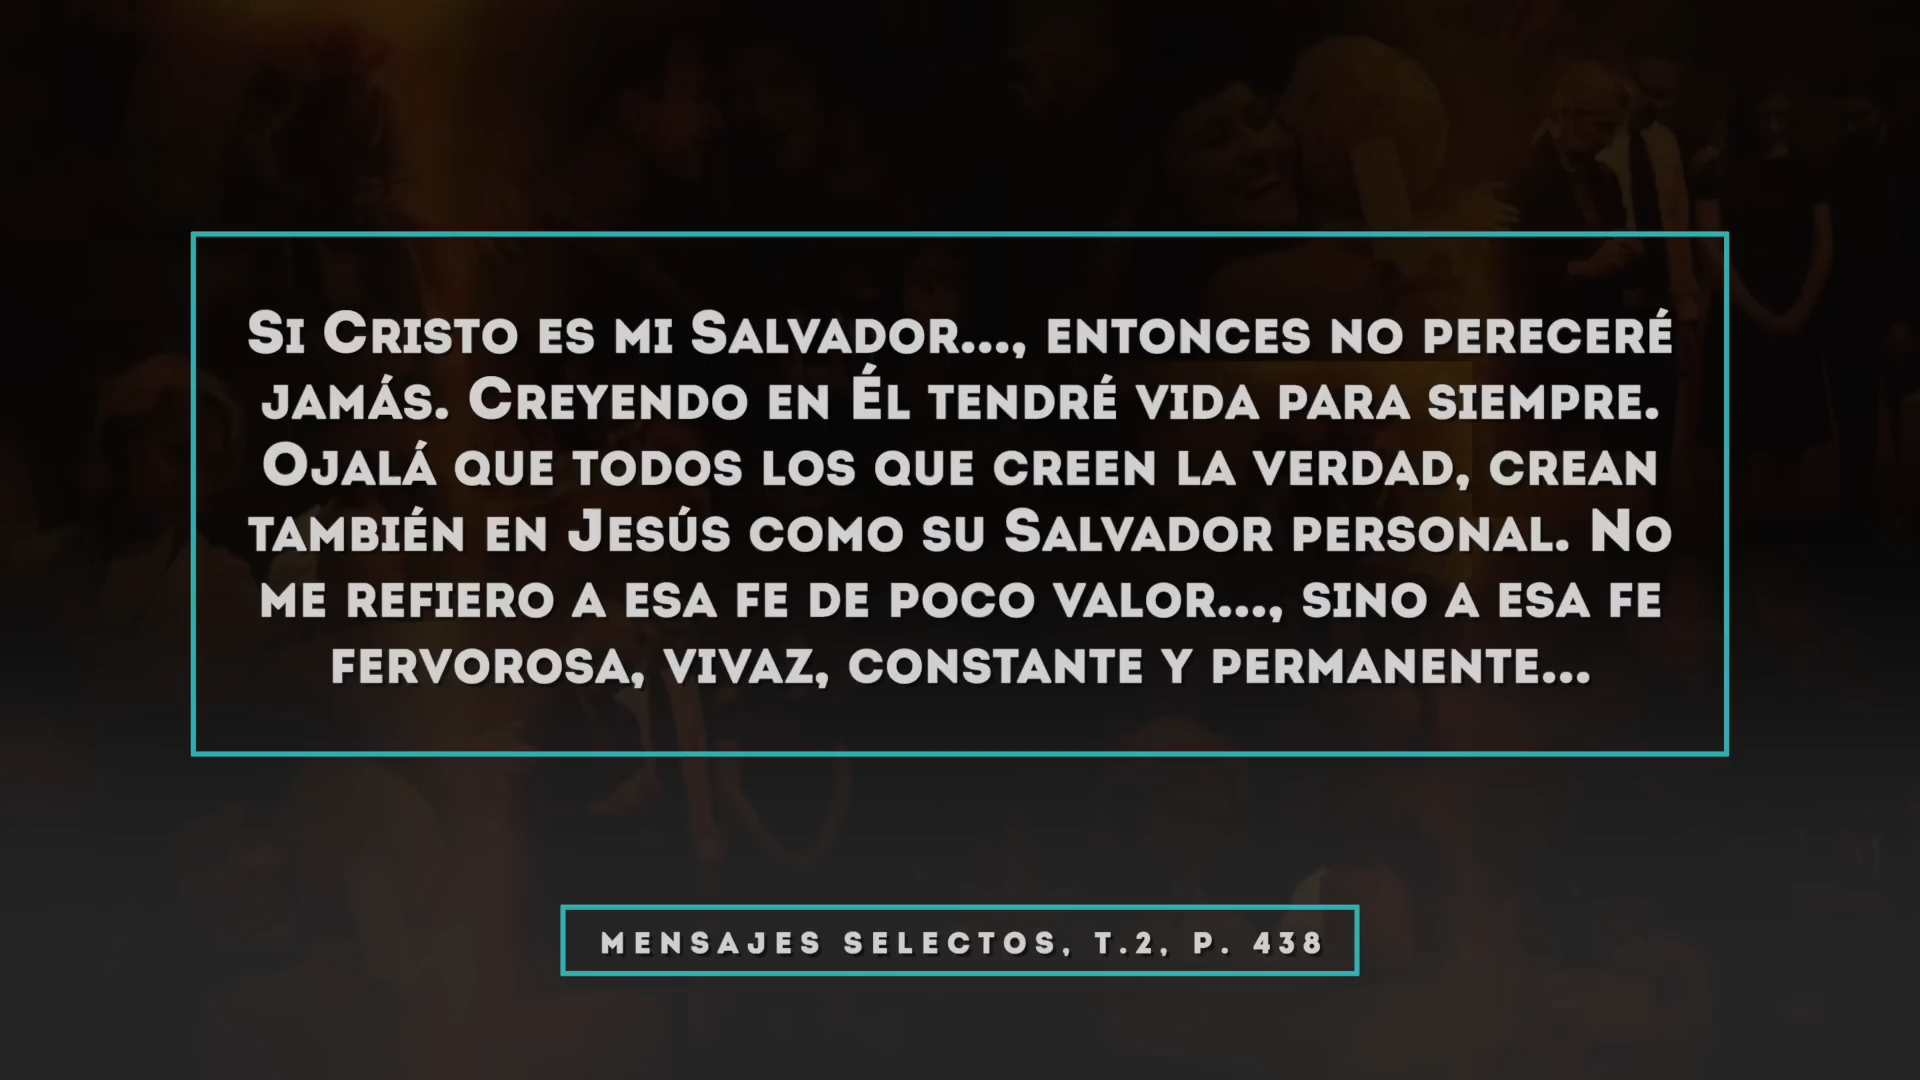 Si Cristo es mi Salvador..., entonces no pereceré
jamás. Creyendo en Él tendré vida para siempre.
Ojalá que todos los que creen la verdad, crean
también en Jesús como su Salvador personal. No
me refiero a esa fe de poco valor..., sino a esa fe
fervorosa, vivaz, constante y permanente...
MENSAJES SELECTOS, T.2, P. 438